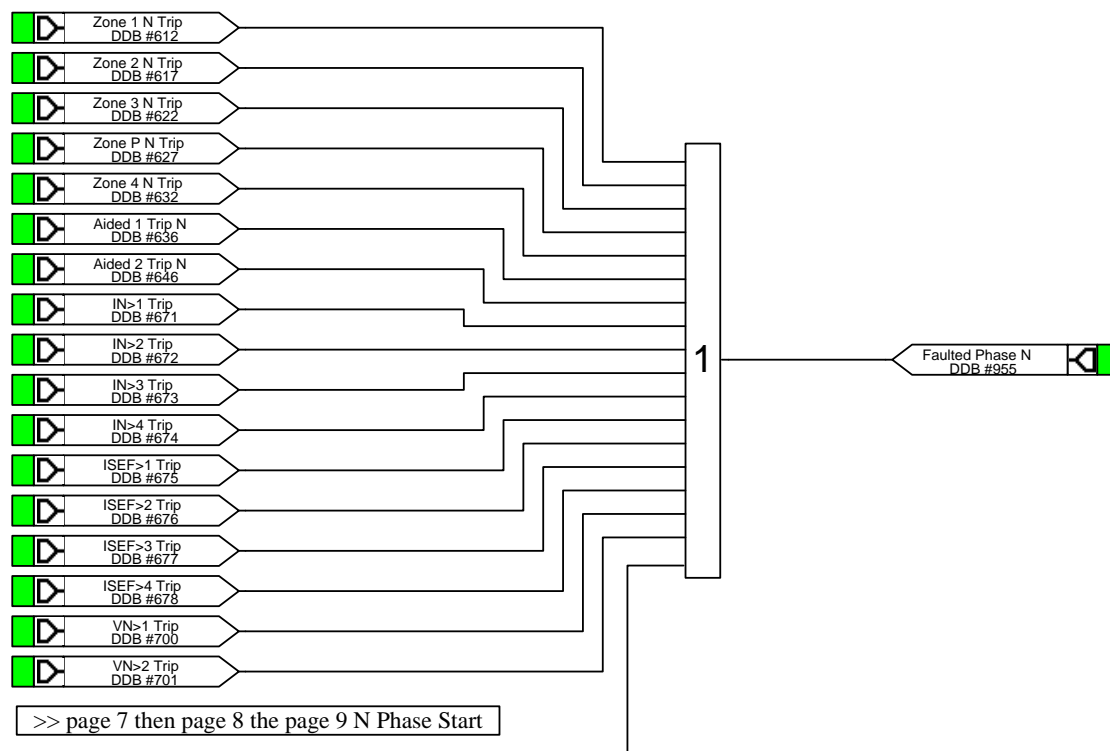 Zone 1 N Trip
DDB #612
Zone 2 N Trip
DDB #617
Zone 3 N Trip
DDB #622
Zone P N Trip
DDB #627
Zone 4 N Trip
DDB #632
Aided 1 Trip N
DDB #636
Aided 2 Trip N
DDB #646
IN>1 Trip
DDB #671
IN>2 Trip
DDB #672
IN>3 Trip
DDB #673
IN>4 Trip
DDB #674
ISEF>1 Trip
DDB #675
ISEF>2 Trip
DDB #676
ISEF>3 Trip
DDB #677
ISEF>4 Trip
DDB #678
VN>1 Trip
DDB #700
VN>2 Trip
DDB #701
1
Faulted Phase N
DDB #955
>> page 7 then page 8 the page 9 N Phase Start